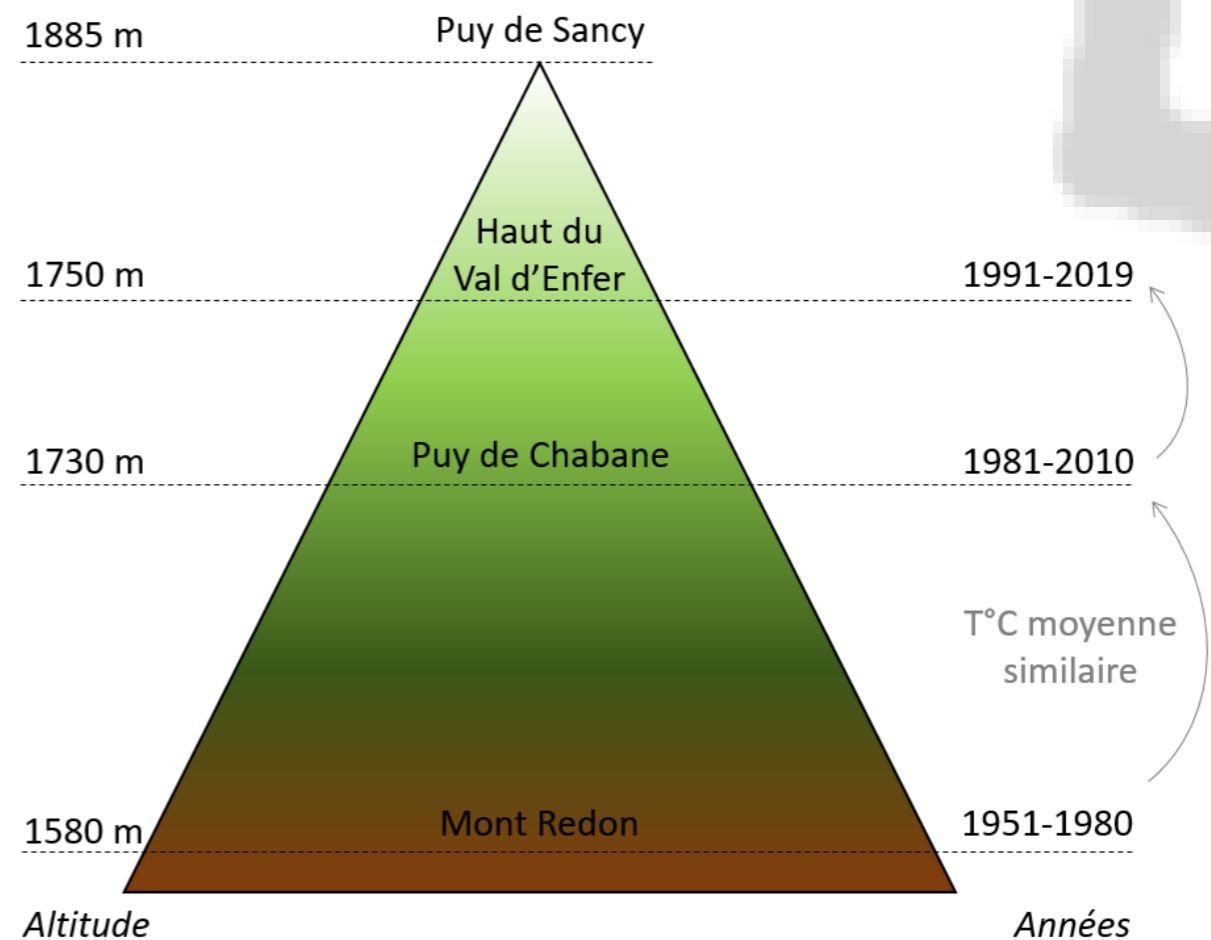 1885 m
Puy de Sancy
Haut du
Val d’Enfer
1750 m
1991-2019
Puy de Chabane
1730 m
1981-2010
T°C moyenne
similaire
Mont Redon
1580 m
1951-1980
Altitude
Années